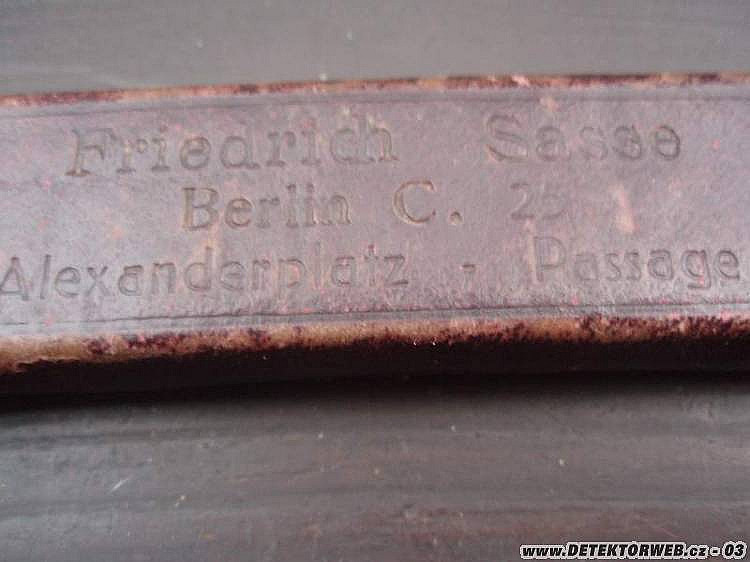 Friedrich Sasse
Berlin C. 25
Alexanderplatz - Passage
www.DETEKTORWEB.cz - 03